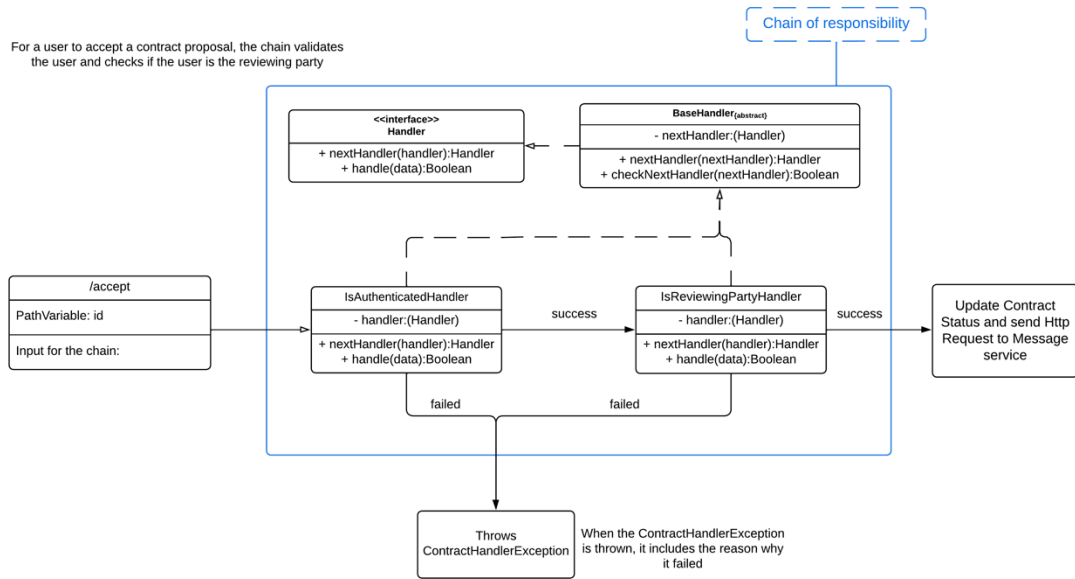 Chain of responsibility
For a user to accept a contract proposal, the chain validates
the user and checks if the user is the reviewing party
<<interface>>
Handler
+ nextHandler(handler):Handler
+ handle(data):Boolean
BaseHandler(abstract)
- nextHandler:(Handler)
+ nextHandler(nextHandler):Handler
+ checkNextHandler(nextHandler):Boolean
/accept
PathVariable: id
Input for the chain:
IsAuthenticatedHandler
- handler:(Handler)
+ nextHandler(handler):Handler
+ handle(data):Boolean
success
IsReviewingPartyHandler
- handler:(Handler)
+ nextHandler(handler):Handler
+ handle(data):Boolean
success
Update Contract
Status and send Http
Request to Message
service
failed
failed
Throws
ContractHandlerException
When the ContractHandlerException
is thrown, it includes the reason why
it failed